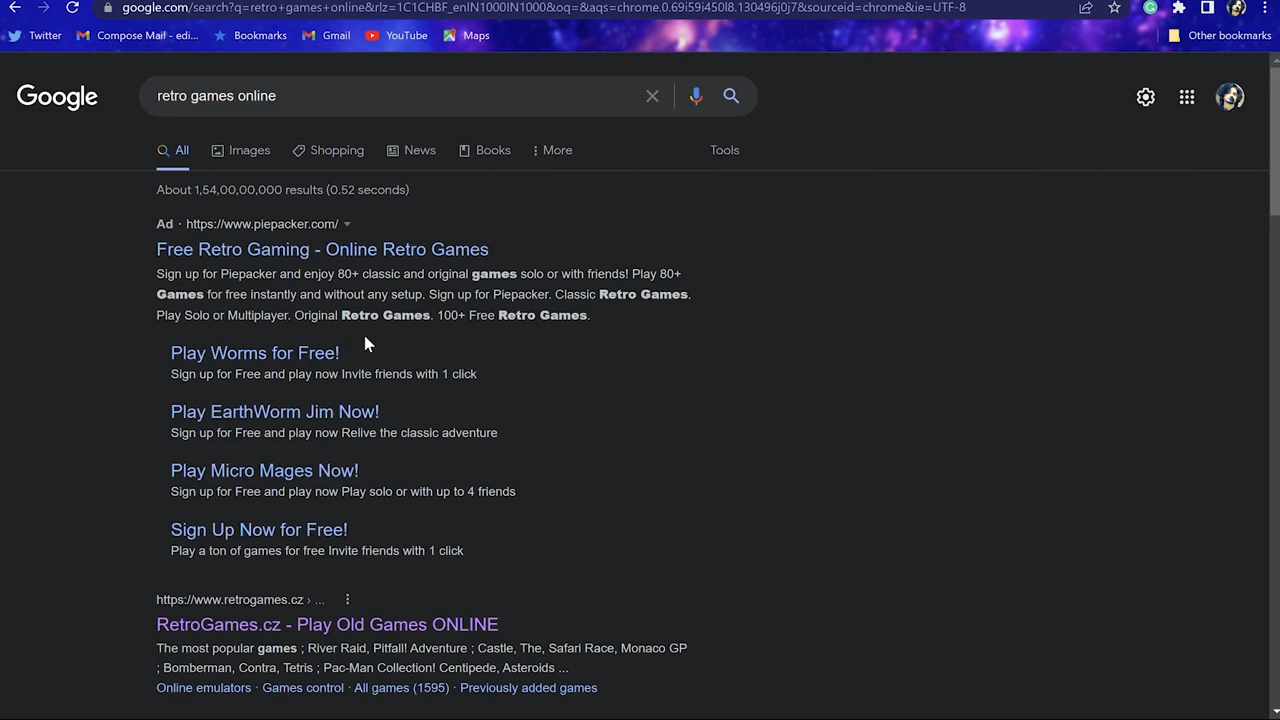 google.com/search?q=retro+games+online&rlz=1C1CHBF_enIN1000IN1000&oq=&aqs=chrome.0.69i59i450l8.130496j0j7&sourceid=chrome&ie=UTF-8
Twitter Compose Mail - edi... Bookmarks Gmail YouTube Maps Other bookmarks
Google retro games online
All Images Shopping News Books More Tools
About 1,54,00,00,000 results (0.52 seconds)
Ad · https://www.piepacker.com/
Free Retro Gaming - Online Retro Games
Sign up for Piepacker and enjoy 80+ classic and original games solo or with friends! Play 80+
Games for free instantly and without any setup. Sign up for Piepacker. Classic Retro Games.
Play Solo or Multiplayer. Original Retro Games. 100+ Free Retro Games.
Play Worms for Free!
Sign up for Free and play now Invite friends with 1 click
Play EarthWorm Jim Now!
Sign up for Free and play now Relive the classic adventure
Play Micro Mages Now!
Sign up for Free and play now Play solo or with up to 4 friends
Sign Up Now for Free!
Play a ton of games for free Invite friends with 1 click
https://www.retrogames.cz › ...
RetroGames.cz - Play Old Games ONLINE
The most popular games ; River Raid, Pitfall! Adventure ; Castle, The, Safari Race, Monaco GP
; Bomberman, Contra, Tetris ; Pac-Man Collection! Centipede, Asteroids ...
Online emulators · Games control · All games (1595) · Previously added games